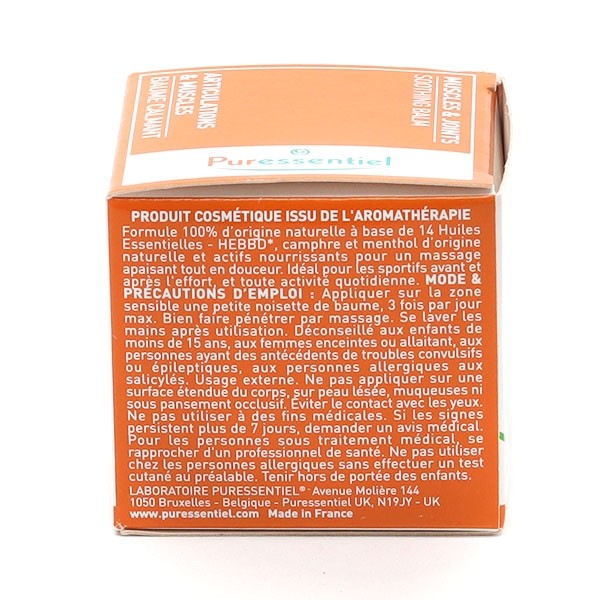 MUSCLES & JOINTS
SOOTHING BALM
ARTICULATIONS
& MUSCLES
BAUME CALMANT
Puressentiel
PRODUIT COSMÉTIQUE ISSU DE L'AROMATHÉRAPIE
Formule 100% d'origine naturelle à base de 14 Huiles
Essentielles - HEBBD*, camphre et menthol d'origine
naturelle et actifs nourrissants pour un massage
apaisant tout en douceur. Idéal pour les sportifs avant et
après l'effort, et toute activité quotidienne. MODE &
PRÉCAUTIONS D'EMPLOI : Appliquer sur la zone
sensible une petite noisette de baume, 3 fois par jour
max. Bien faire pénétrer par massage. Se laver les
mains après utilisation. Déconseillé aux enfants de
moins de 15 ans, aux femmes enceintes ou allaitant, aux
personnes ayant des antécédents de troubles convulsifs
ou épileptiques, aux personnes allergiques aux
salicylés. Usage externe. Ne pas appliquer sur une
surface étendue du corps, sur peau lésée, muqueuses ni
sous pansement occlusif. Éviter le contact avec les yeux.
Ne pas utiliser à des fins médicales. Si les signes
persistent plus de 7 jours, demander un avis médical.
Pour les personnes sous traitement médical, se
rapprocher d'un professionnel de santé. Ne pas utiliser
chez les personnes allergiques sans effectuer un test
cutané au préalable. Tenir hors de portée des enfants.
LABORATOIRE PURESSENTIEL® Avenue Molière 144
1050 Bruxelles - Belgique - Puressentiel UK, N19JY - UK
www.puressentiel.com Made in France